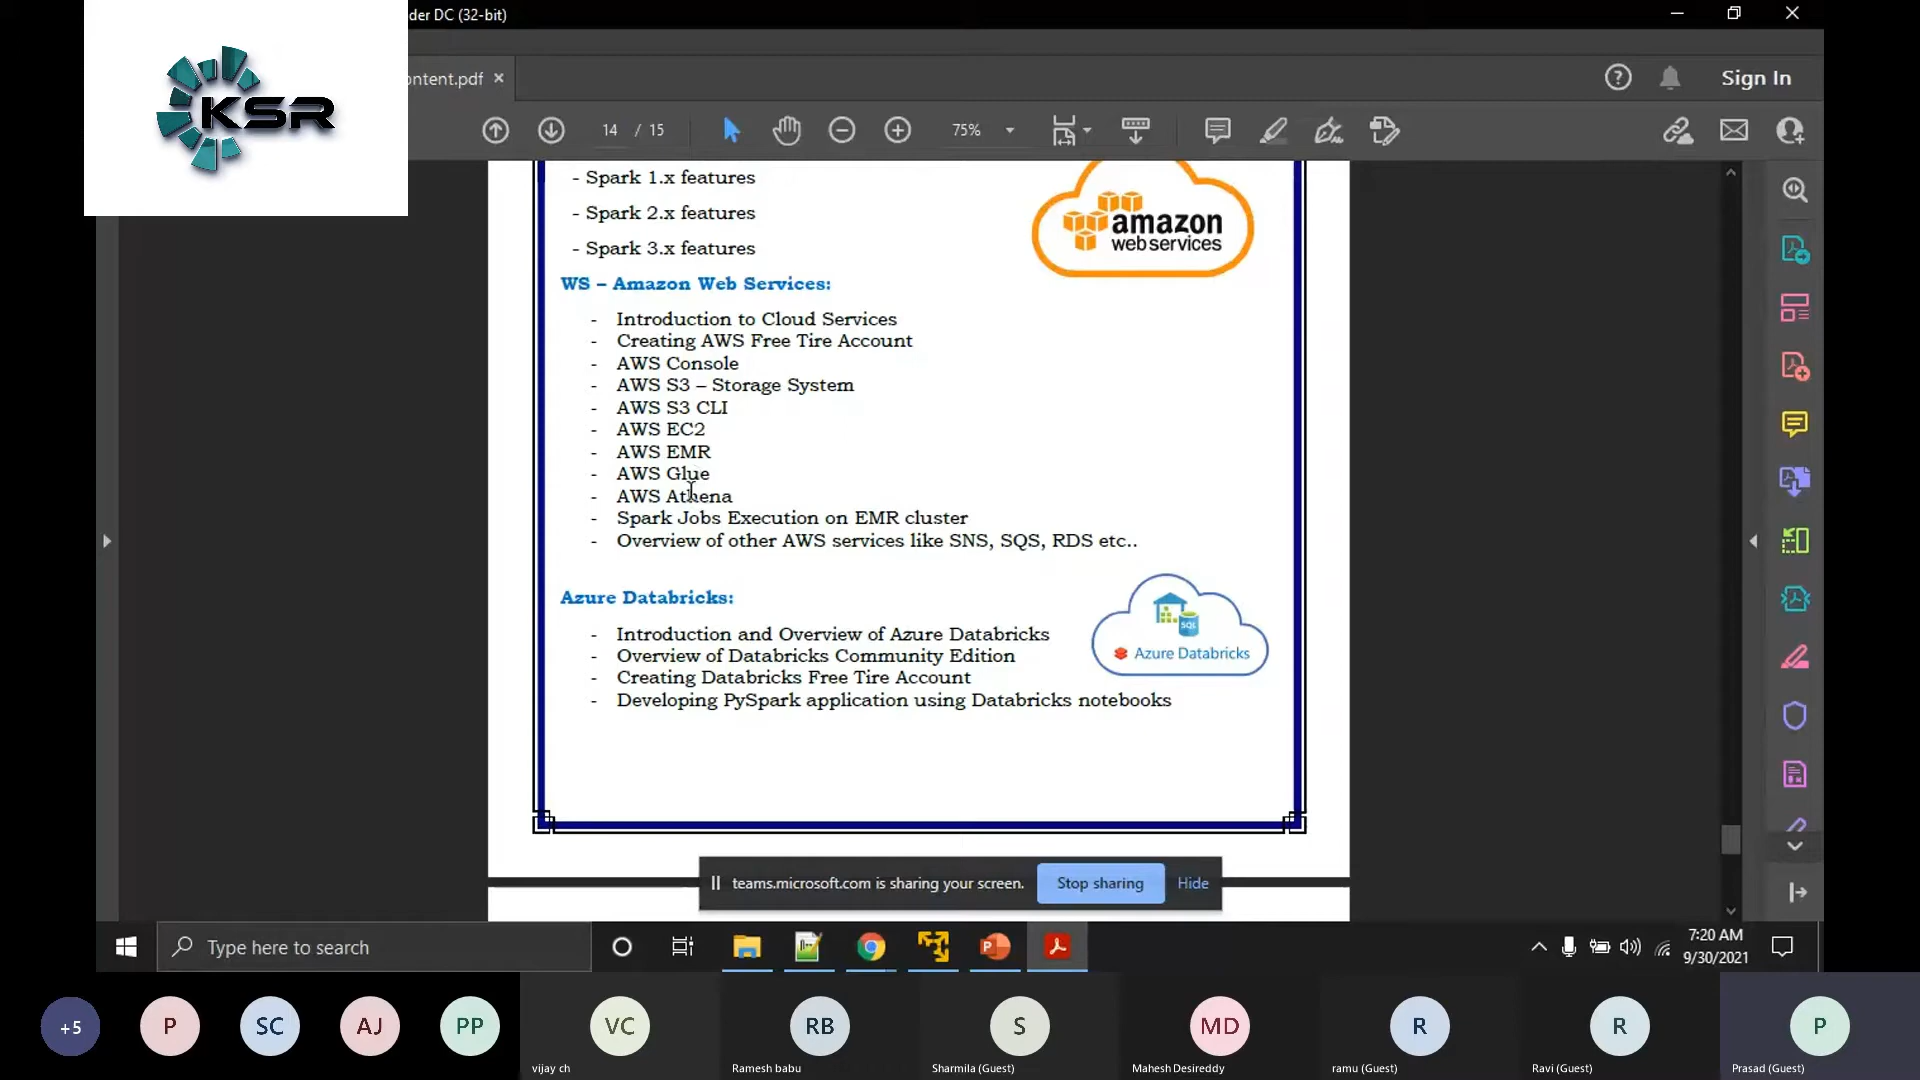 der DC (32-bit)
KSR
ontent.pdf
Sign In
14 / 15
75%
- Spark 1.x features
- Spark 2.x features
- Spark 3.x features
amazon
web services
WS – Amazon Web Services:
- Introduction to Cloud Services
- Creating AWS Free Tire Account
- AWS Console
- AWS S3 – Storage System
- AWS S3 CLI
- AWS EC2
- AWS EMR
- AWS Glue
- AWS Athena
- Spark Jobs Execution on EMR cluster
- Overview of other AWS services like SNS, SQS, RDS etc..
Azure Databricks:
- Introduction and Overview of Azure Databricks
- Overview of Databricks Community Edition
- Creating Databricks Free Tire Account
- Developing PySpark application using Databricks notebooks
SQL
Azure Databricks
teams.microsoft.com is sharing your screen.
Stop sharing
Hide
Type here to search
7:20 AM
9/30/2021
+5
P
SC
AJ
PP
VC
RB
S
MD
R
R
P
vijay ch
Ramesh babu
Sharmila (Guest)
Mahesh Desireddy
ramu (Guest)
Ravi (Guest)
Prasad (Guest)